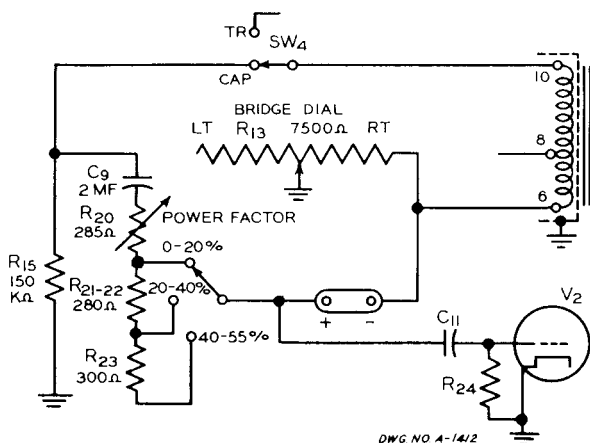 TR
SW4
CAP
10
BRIDGE DIAL
LT R13 7500Ω RT
8
6
C9
2 MF
R20
285Ω
POWER FACTOR
0-20%
R15
150
KΩ
R21-22
280Ω
20-40%
R23
300Ω
40-55%
+ -
C11
V2
R24
DWG. NO. A-1412